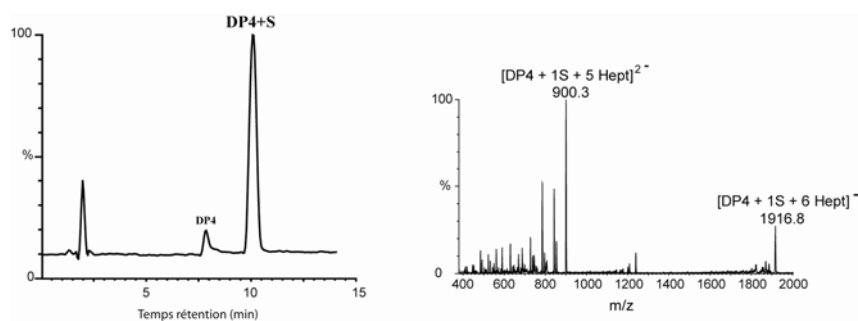 DP4+S
100
%
DP4
0
5
10
15
Temps rétention (min)
[DP4 + 1S + 5 Hept]2-
900.3
100
%
[DP4 + 1S + 6 Hept]-
1916.8
0
400 600 800 1000 1200 1400 1600 1800 2000
m/z